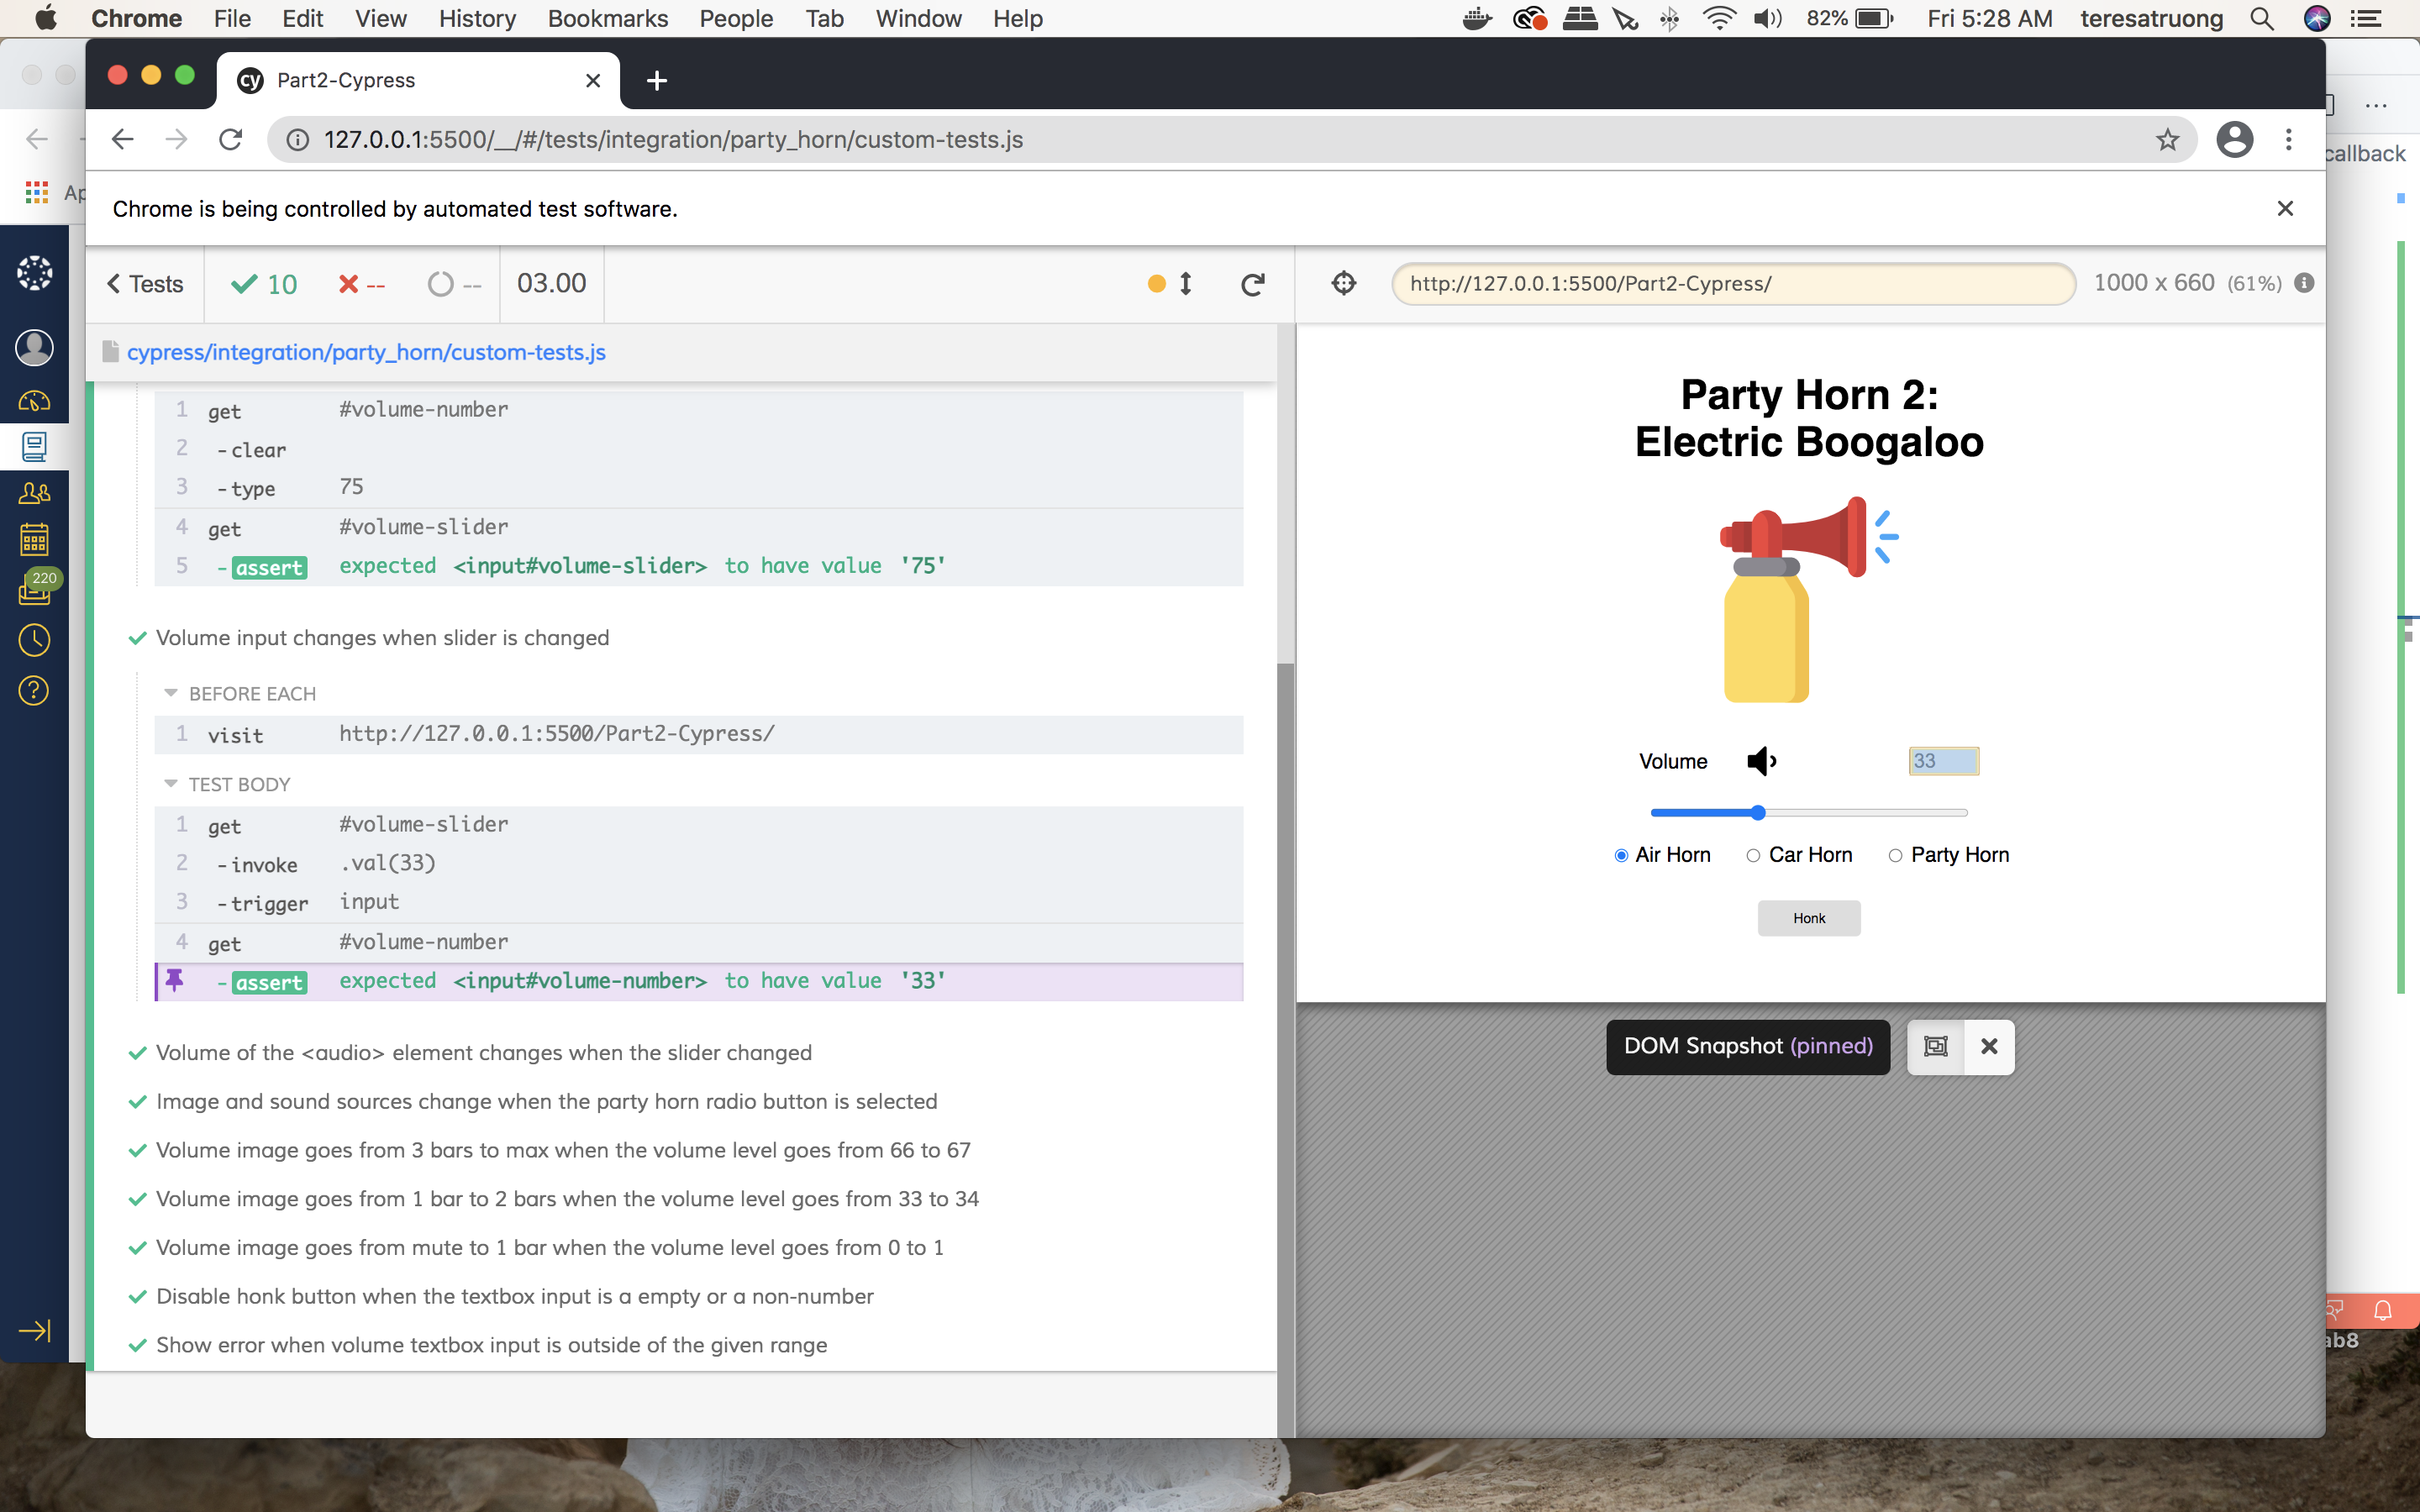 Chrome File Edit View History Bookmarks People Tab Window Help 82% Fri 5:28 AM teresatruong
cy Part2-Cypress
127.0.0.1:5500/__/#/tests/integration/party_horn/custom-tests.js
callback
Chrome is being controlled by automated test software.
Tests 10 -- -- 03.00
http://127.0.0.1:5500/Part2-Cypress/ 1000 x 660 (61%)
cypress/integration/party_horn/custom-tests.js
1 get #volume-number
2 -clear
3 -type 75
4 get #volume-slider
5 -assert expected <input#volume-slider> to have value '75'
220
Volume input changes when slider is changed
BEFORE EACH
1 visit http://127.0.0.1:5500/Part2-Cypress/
TEST BODY
1 get #volume-slider
2 -invoke .val(33)
3 -trigger input
4 get #volume-number
-assert expected <input#volume-number> to have value '33'
Volume of the <audio> element changes when the slider changed
Image and sound sources change when the party horn radio button is selected
Volume image goes from 3 bars to max when the volume level goes from 66 to 67
Volume image goes from 1 bar to 2 bars when the volume level goes from 33 to 34
Volume image goes from mute to 1 bar when the volume level goes from 0 to 1
Disable honk button when the textbox input is a empty or a non-number
Show error when volume textbox input is outside of the given range
Party Horn 2:
Electric Boogaloo
Volume 33
Air Horn Car Horn Party Horn
Honk
DOM Snapshot (pinned)
ab8